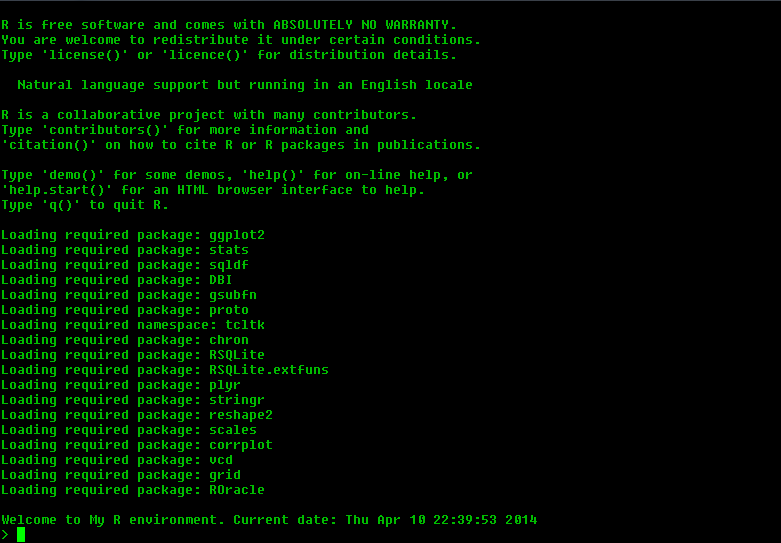 R is free software and comes with ABSOLUTELY NO WARRANTY.
You are welcome to redistribute it under certain conditions.
Type 'license()' or 'licence()' for distribution details.
Natural language support but running in an English locale
R is a collaborative project with many contributors.
Type 'contributors()' for more information and
'citation()' on how to cite R or R packages in publications.
Type 'demo()' for some demos, 'help()' for on-line help, or
'help.start()' for an HTML browser interface to help.
Type 'q()' to quit R.
Loading required package: ggplot2
Loading required package: stats
Loading required package: sqldf
Loading required package: DBI
Loading required package: gsubfn
Loading required package: proto
Loading required namespace: tcltk
Loading required package: chron
Loading required package: RSQLite
Loading required package: RSQLite.extfuns
Loading required package: plyr
Loading required package: stringr
Loading required package: reshape2
Loading required package: scales
Loading required package: corrplot
Loading required package: vcd
Loading required package: grid
Loading required package: ROracle
Welcome to My R environment. Current date: Thu Apr 10 22:39:53 2014
>